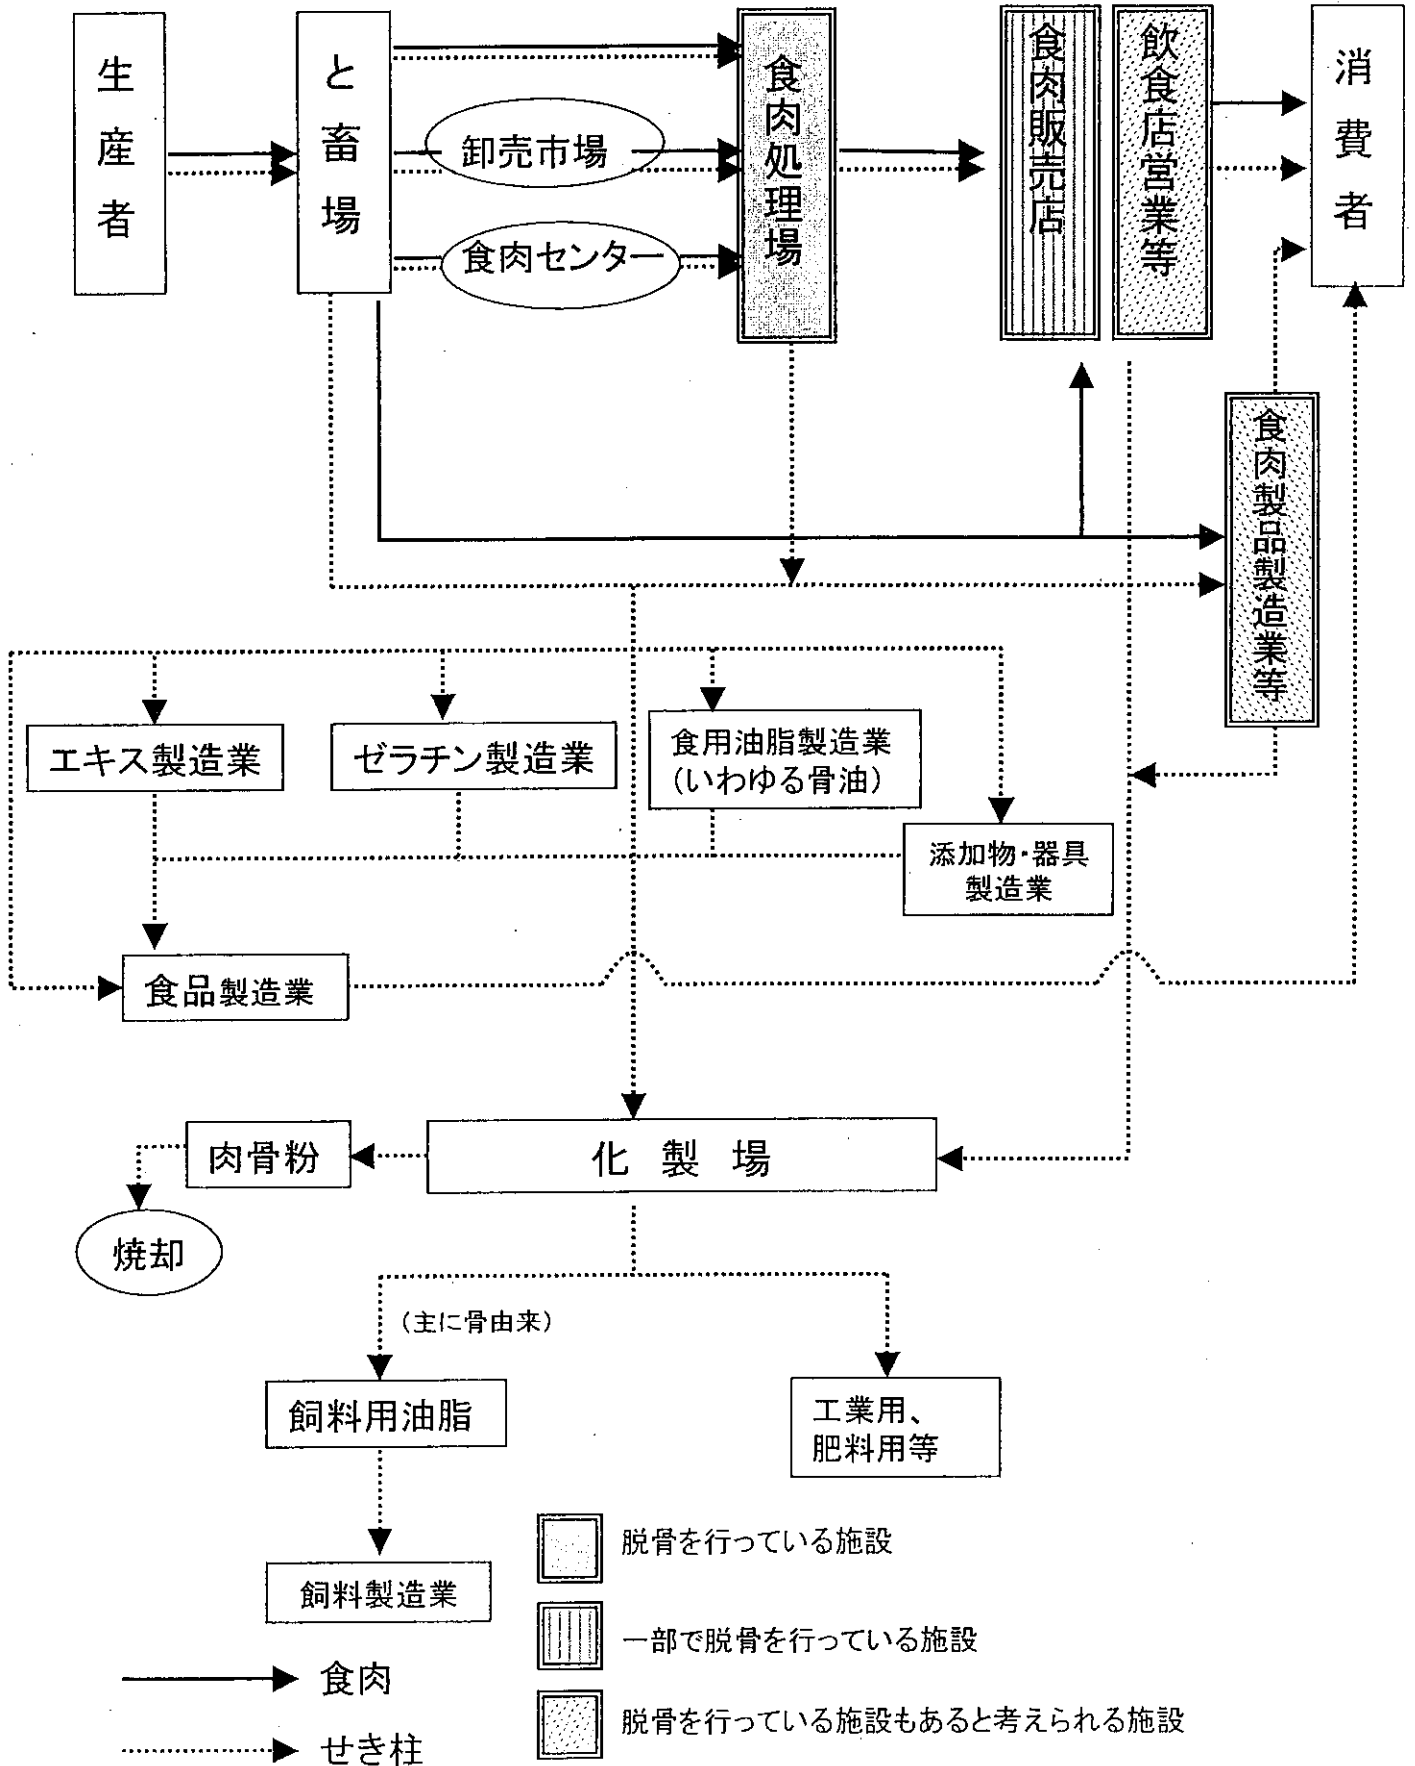 生産者
と畜場
卸売市場
食肉センター
食肉処理場
食肉販売店
飲食店営業等
消費者
食肉製品製造業等
エキス製造業
ゼラチン製造業
食用油脂製造業
(いわゆる骨油)
添加物・器具
製造業
食品製造業
肉骨粉
化製場
焼却
(主に骨由来)
飼料用油脂
工業用、
肥料用等
飼料製造業
脱骨を行っている施設
一部で脱骨を行っている施設
脱骨を行っている施設もあると考えられる施設
食肉
せき柱